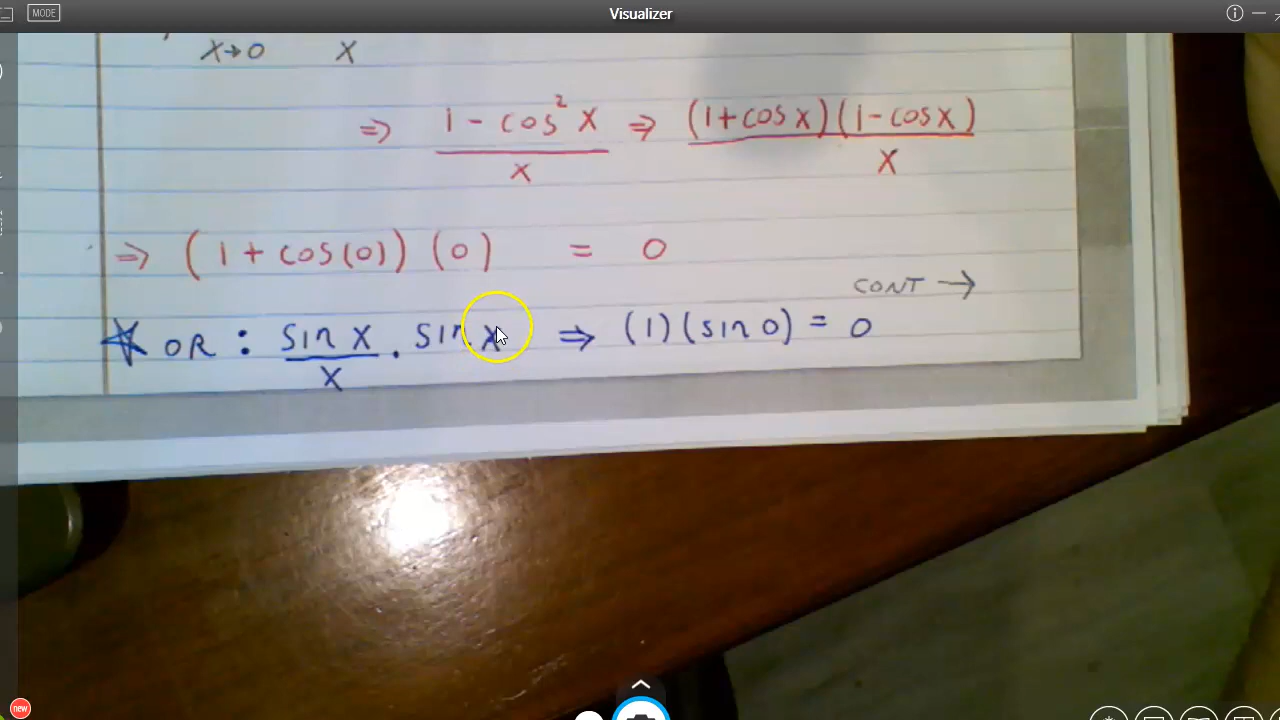 MODE Visualizer
x→0 x
⇒ 1 - cos² x / x ⇒ (1+cos x)(1-cos x) / x
⇒ (1 + cos(0)) (0) = 0
CONT →
★ OR : sin x / x . sin x ⇒ (1)(sin 0) = 0
new